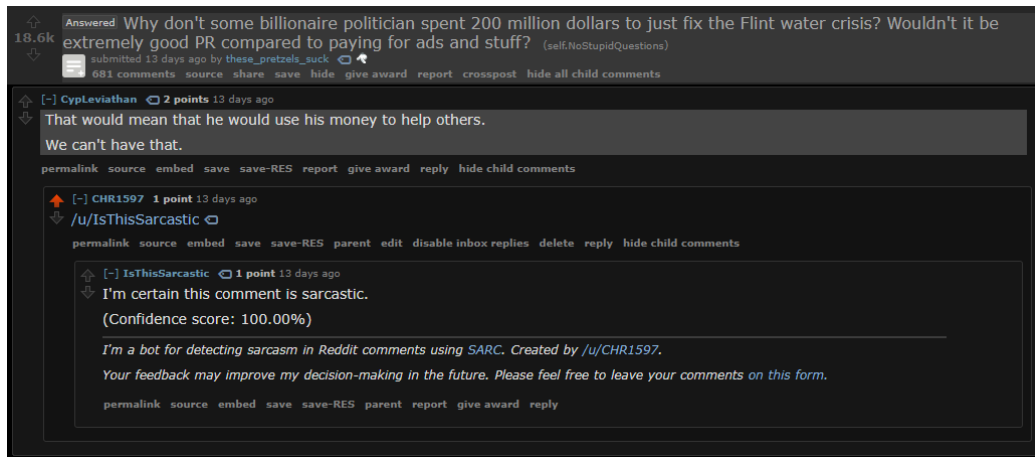 Answered Why don't some billionaire politician spent 200 million dollars to just fix the Flint water crisis? Wouldn't it be
18.6k extremely good PR compared to paying for ads and stuff? (self.NoStupidQuestions)
submitted 13 days ago by these_pretzels_suck
681 comments source share save hide give award report crosspost hide all child comments
[–] CypLeviathan 2 points 13 days ago
That would mean that he would use his money to help others.
We can't have that.
permalink source embed save save-RES report give award reply hide child comments
[–] CHR1597 1 point 13 days ago
/u/IsThisSarcastic
permalink source embed save save-RES parent edit disable inbox replies delete reply hide child comments
[–] IsThisSarcastic 1 point 13 days ago
I'm certain this comment is sarcastic.
(Confidence score: 100.00%)
I'm a bot for detecting sarcasm in Reddit comments using SARC. Created by /u/CHR1597.
Your feedback may improve my decision-making in the future. Please feel free to leave your comments on this form.
permalink source embed save save-RES parent report give award reply